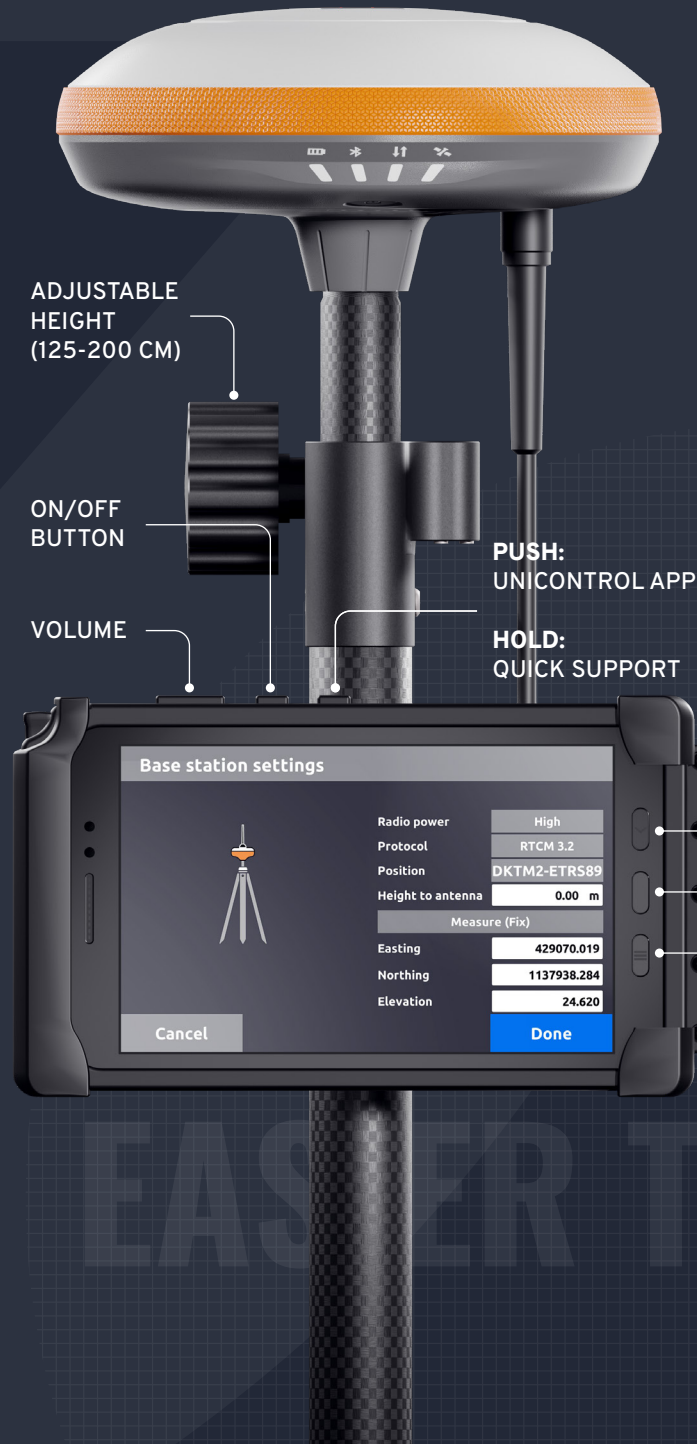 ADJUSTABLE
HEIGHT
(125-200 CM)
ON/OFF
BUTTON
PUSH:
UNICONTROL APP
VOLUME
HOLD:
QUICK SUPPORT
Base station settings
Radio power High
Protocol RTCM 3.2
Position DKTM2-ETRS89
Height to antenna 0.00 m
Measure (Fix)
Easting 429070.019
Northing 1137938.284
Elevation 24.620
Cancel Done
EASIER T